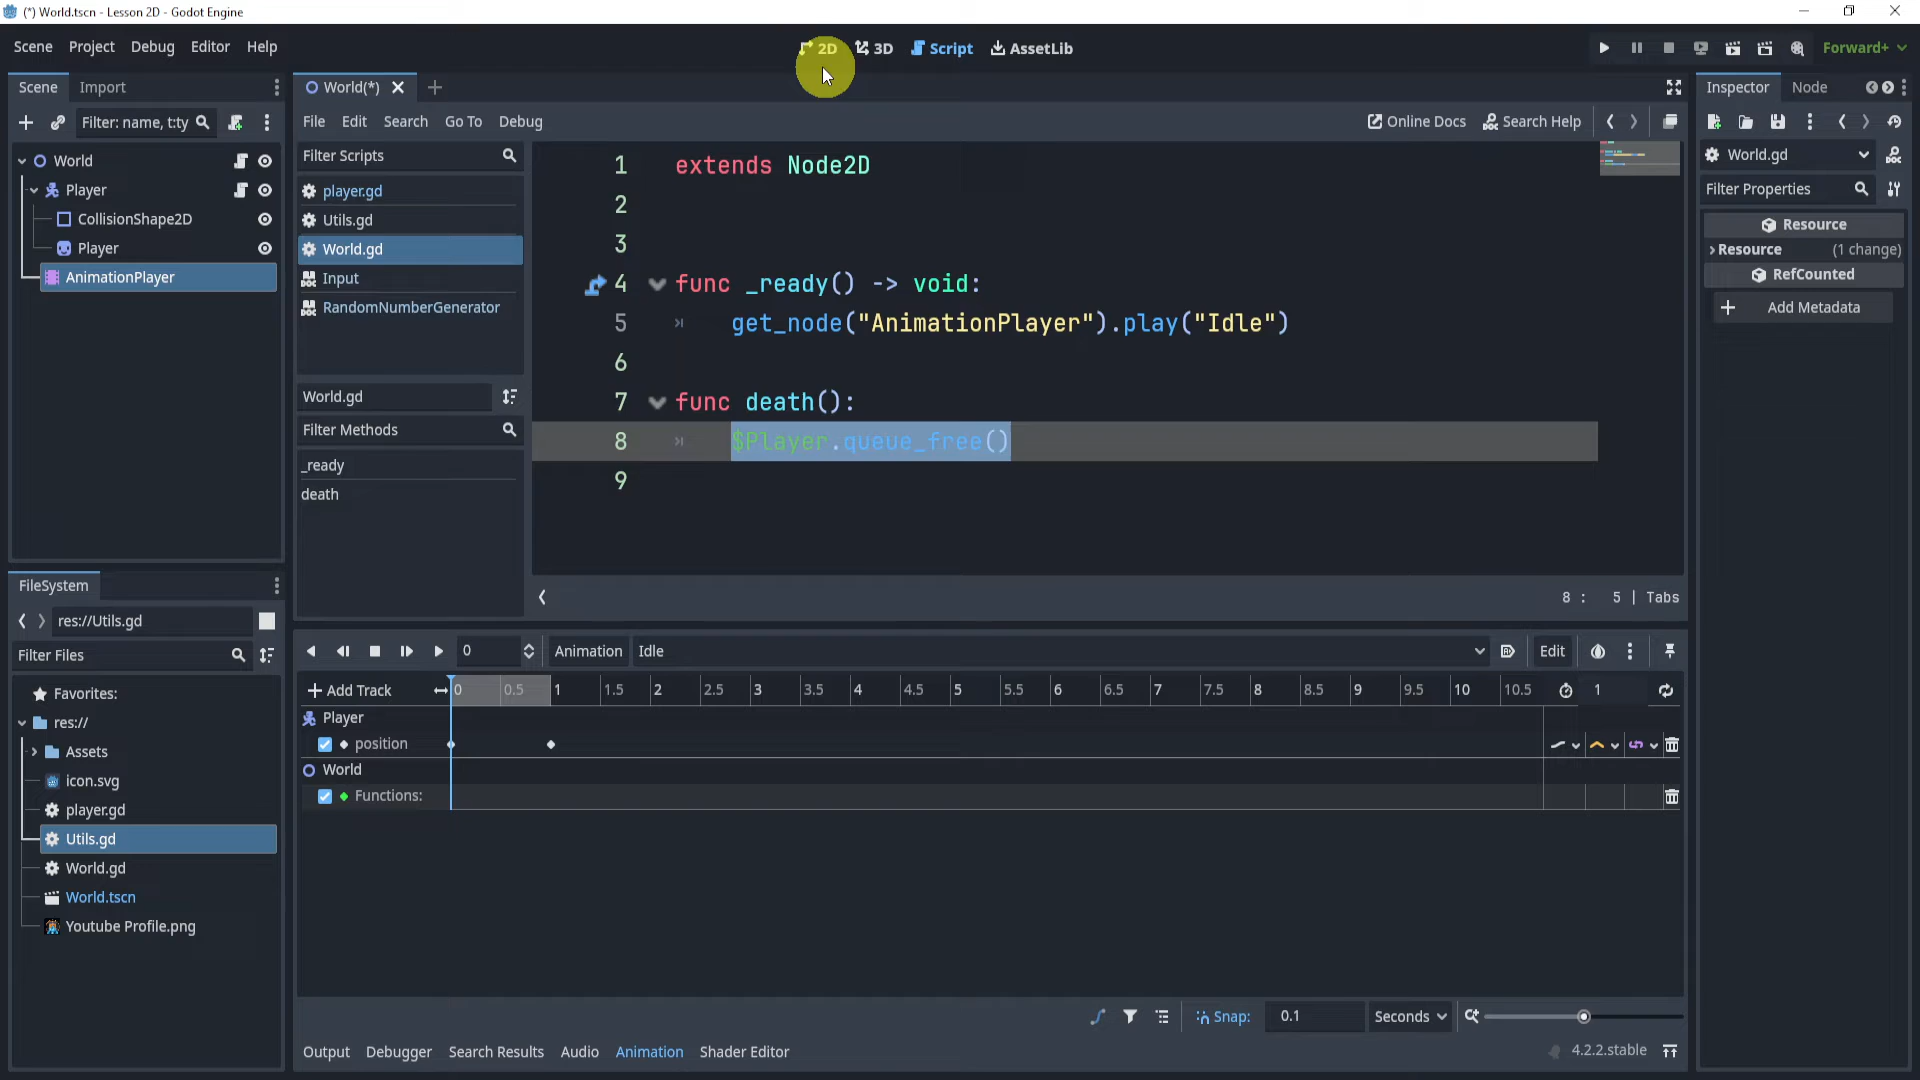 (*) World.tscn - Lesson 2D - Godot Engine
Scene Project Debug Editor Help
2D 3D Script AssetLib
Forward+
Scene Import
Filter: name, t:ty
World
Player
CollisionShape2D
Player
AnimationPlayer
World(*)
File Edit Search Go To Debug
Online Docs Search Help
Filter Scripts
player.gd
Utils.gd
World.gd
Input
RandomNumberGenerator
World.gd
Filter Methods
_ready
death
1 extends Node2D
2
3
4 func _ready() -> void:
5 get_node("AnimationPlayer").play("Idle")
6
7 func death():
8 $Player.queue_free()
9
8 : 5 | Tabs
Inspector Node
World.gd
Filter Properties
Resource
Resource (1 change)
RefCounted
Add Metadata
FileSystem
res://Utils.gd
Filter Files
Favorites:
res://
Assets
icon.svg
player.gd
Utils.gd
World.gd
World.tscn
Youtube Profile.png
0 Animation Idle Edit
Add Track 0 0.5 1 1.5 2 2.5 3 3.5 4 4.5 5 5.5 6 6.5 7 7.5 8 8.5 9 9.5 10 10.5 1
Player
position
World
Functions:
Snap: 0.1 Seconds
Output Debugger Search Results Audio Animation Shader Editor
4.2.2.stable